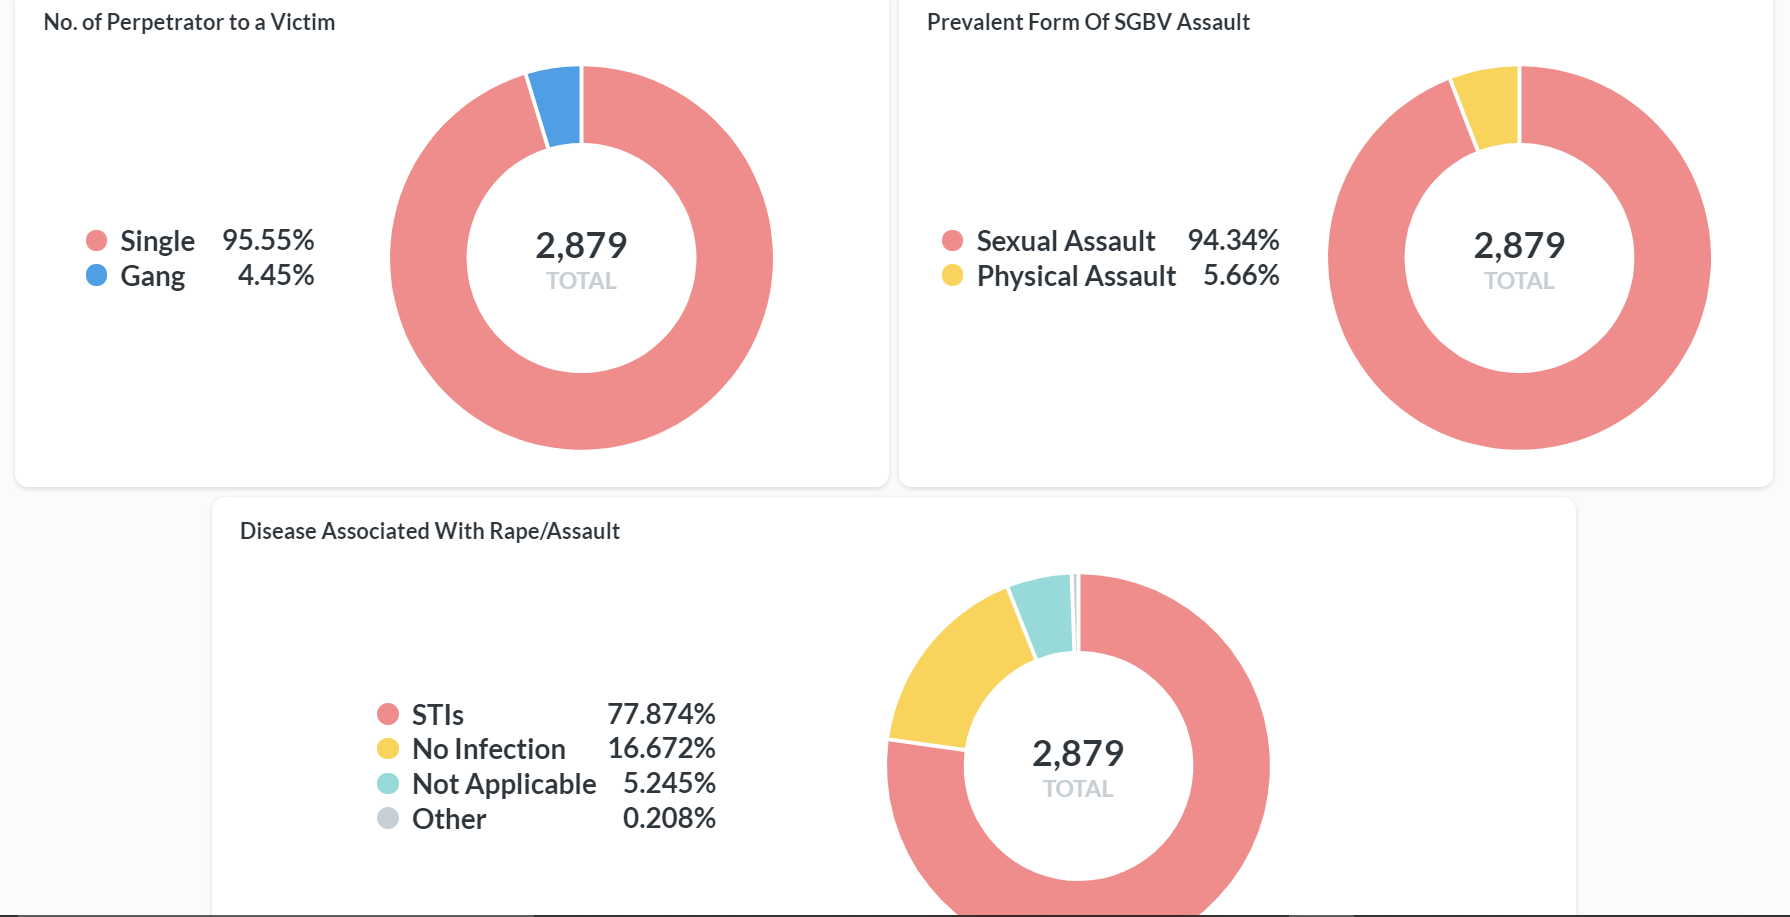 No. of Perpetrator to a Victim
Single 95.55%
Gang 4.45%
2,879
TOTAL
Prevalent Form Of SGBV Assault
Sexual Assault 94.34%
Physical Assault 5.66%
2,879
TOTAL
Disease Associated With Rape/Assault
STIs 77.874%
No Infection 16.672%
Not Applicable 5.245%
Other 0.208%
2,879
TOTAL